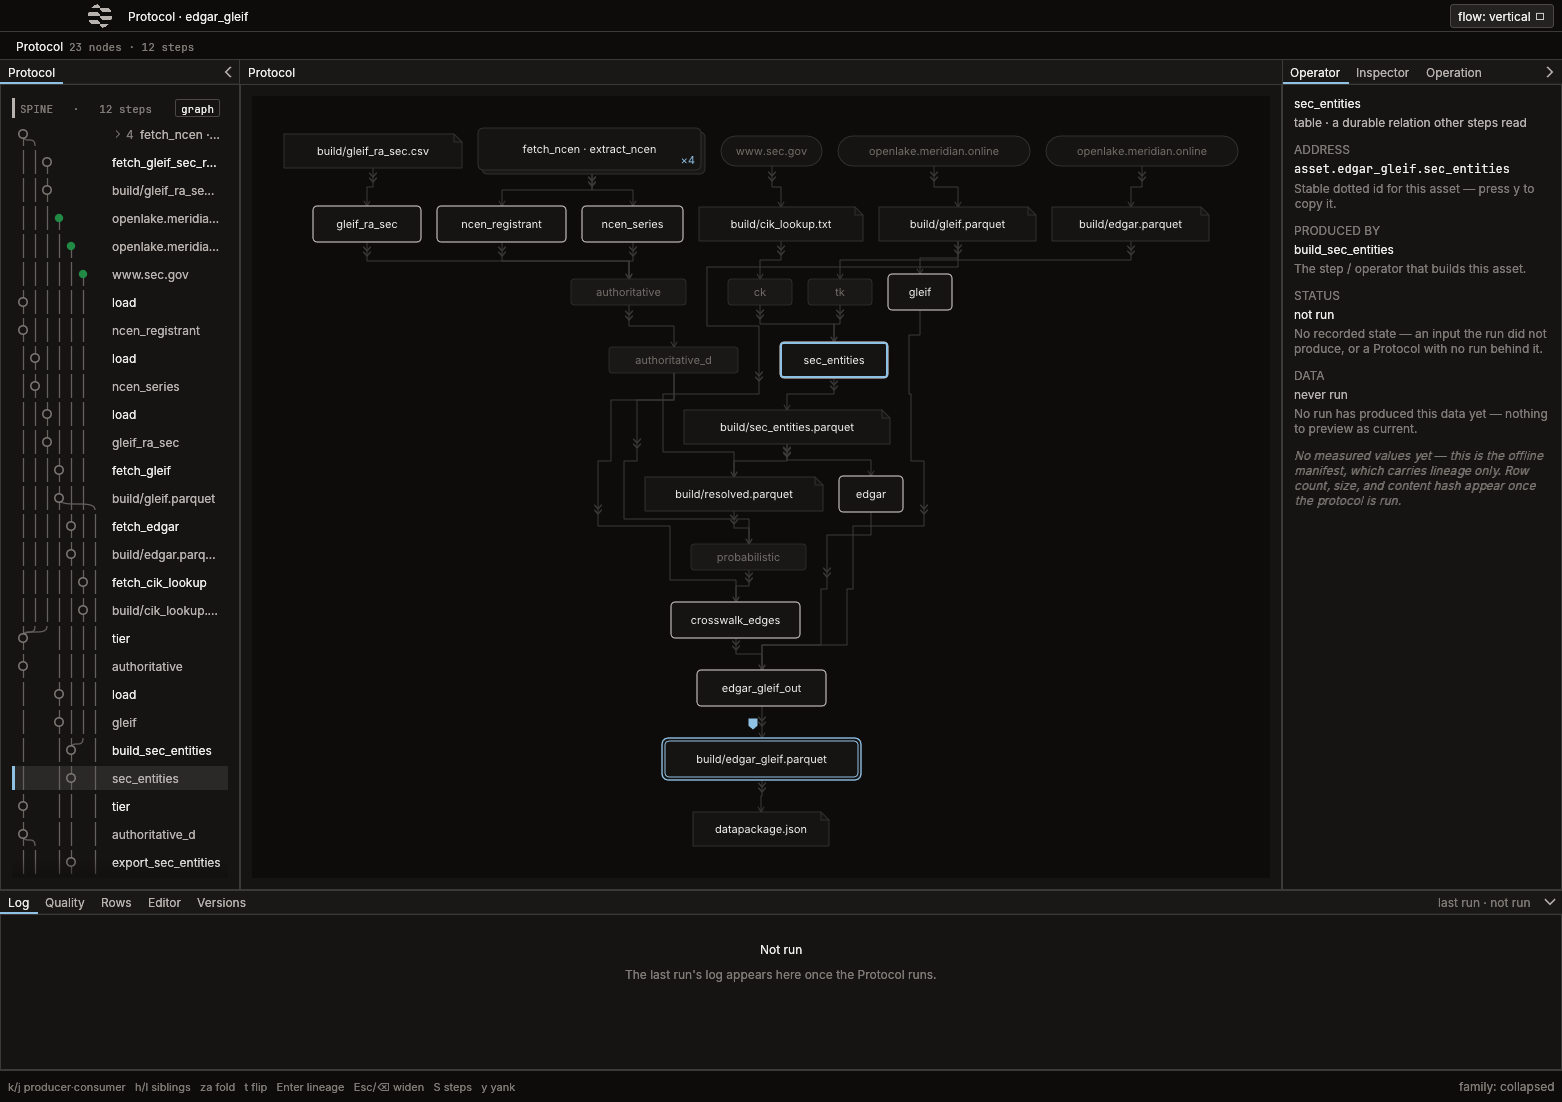 Protocol · edgar_gleif
flow: vertical
Protocol 23 nodes · 12 steps
Protocol
Protocol
Operator Inspector Operation
SPINE · 12 steps graph
4 fetch_ncen ·...
fetch_gleif_sec_r...
build/gleif_ra_se...
openlake.meridia...
openlake.meridia...
www.sec.gov
load
ncen_registrant
load
ncen_series
load
gleif_ra_sec
fetch_gleif
build/gleif.parquet
fetch_edgar
build/edgar.parq...
fetch_cik_lookup
build/cik_lookup....
tier
authoritative
load
gleif
build_sec_entities
sec_entities
tier
authoritative_d
export_sec_entities
build/gleif_ra_sec.csv
fetch_ncen · extract_ncen
×4
www.sec.gov
openlake.meridian.online
openlake.meridian.online
gleif_ra_sec
ncen_registrant
ncen_series
build/cik_lookup.txt
build/gleif.parquet
build/edgar.parquet
authoritative
ck
tk
gleif
authoritative_d
sec_entities
build/sec_entities.parquet
build/resolved.parquet
edgar
probabilistic
crosswalk_edges
edgar_gleif_out
build/edgar_gleif.parquet
datapackage.json
sec_entities
table · a durable relation other steps read
ADDRESS
asset.edgar_gleif.sec_entities
Stable dotted id for this asset — press y to
copy it.
PRODUCED BY
build_sec_entities
The step / operator that builds this asset.
STATUS
not run
No recorded state — an input the run did not
produce, or a Protocol with no run behind it.
DATA
never run
No run has produced this data yet — nothing
to preview as current.
No measured values yet — this is the offline
manifest, which carries lineage only. Row
count, size, and content hash appear once
the protocol is run.
Log Quality Rows Editor Versions
last run · not run
Not run
The last run's log appears here once the Protocol runs.
k/j producer·consumer h/l siblings za fold t flip Enter lineage Esc/⌫ widen S steps y yank
family: collapsed